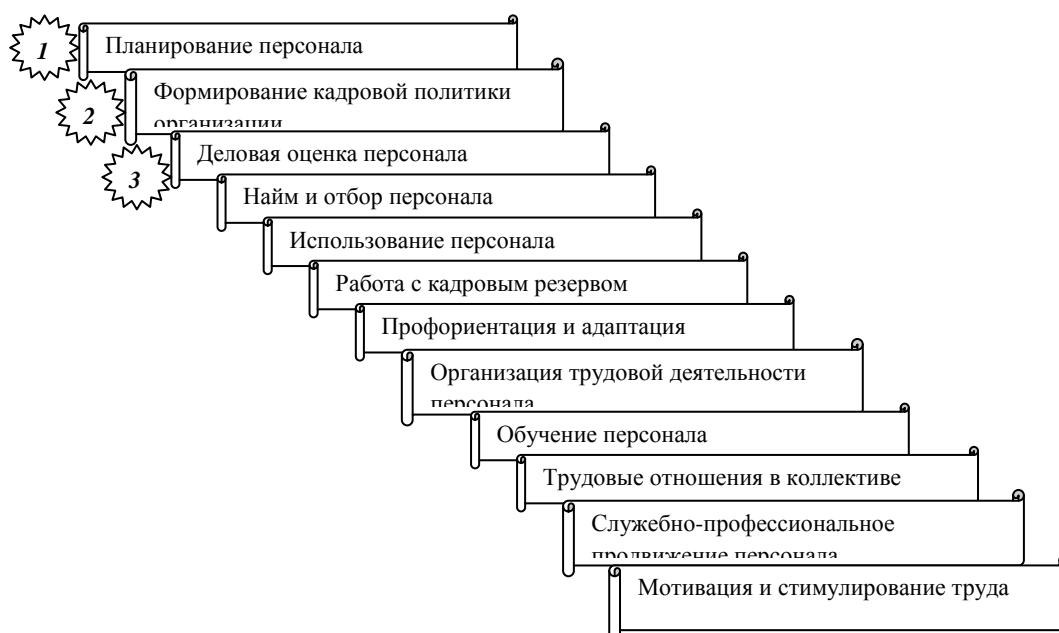 1
Планирование персонала
2
Формирование кадровой политики
организации
3
Деловая оценка персонала
Найм и отбор персонала
Использование персонала
Работа с кадровым резервом
Профориентация и адаптация
Организация трудовой деятельности
персонала
Обучение персонала
Трудовые отношения в коллективе
Служебно-профессиональное
продвижение персонала
Мотивация и стимулирование труда